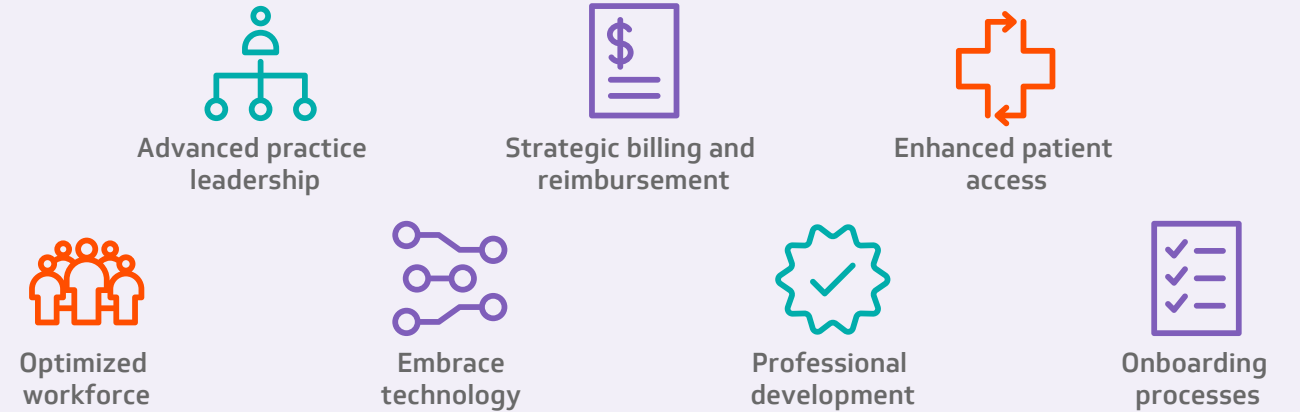 $
Advanced practice
leadership
Strategic billing and
reimbursement
Enhanced patient
access
Optimized
workforce
Embrace
technology
Professional
development
Onboarding
processes